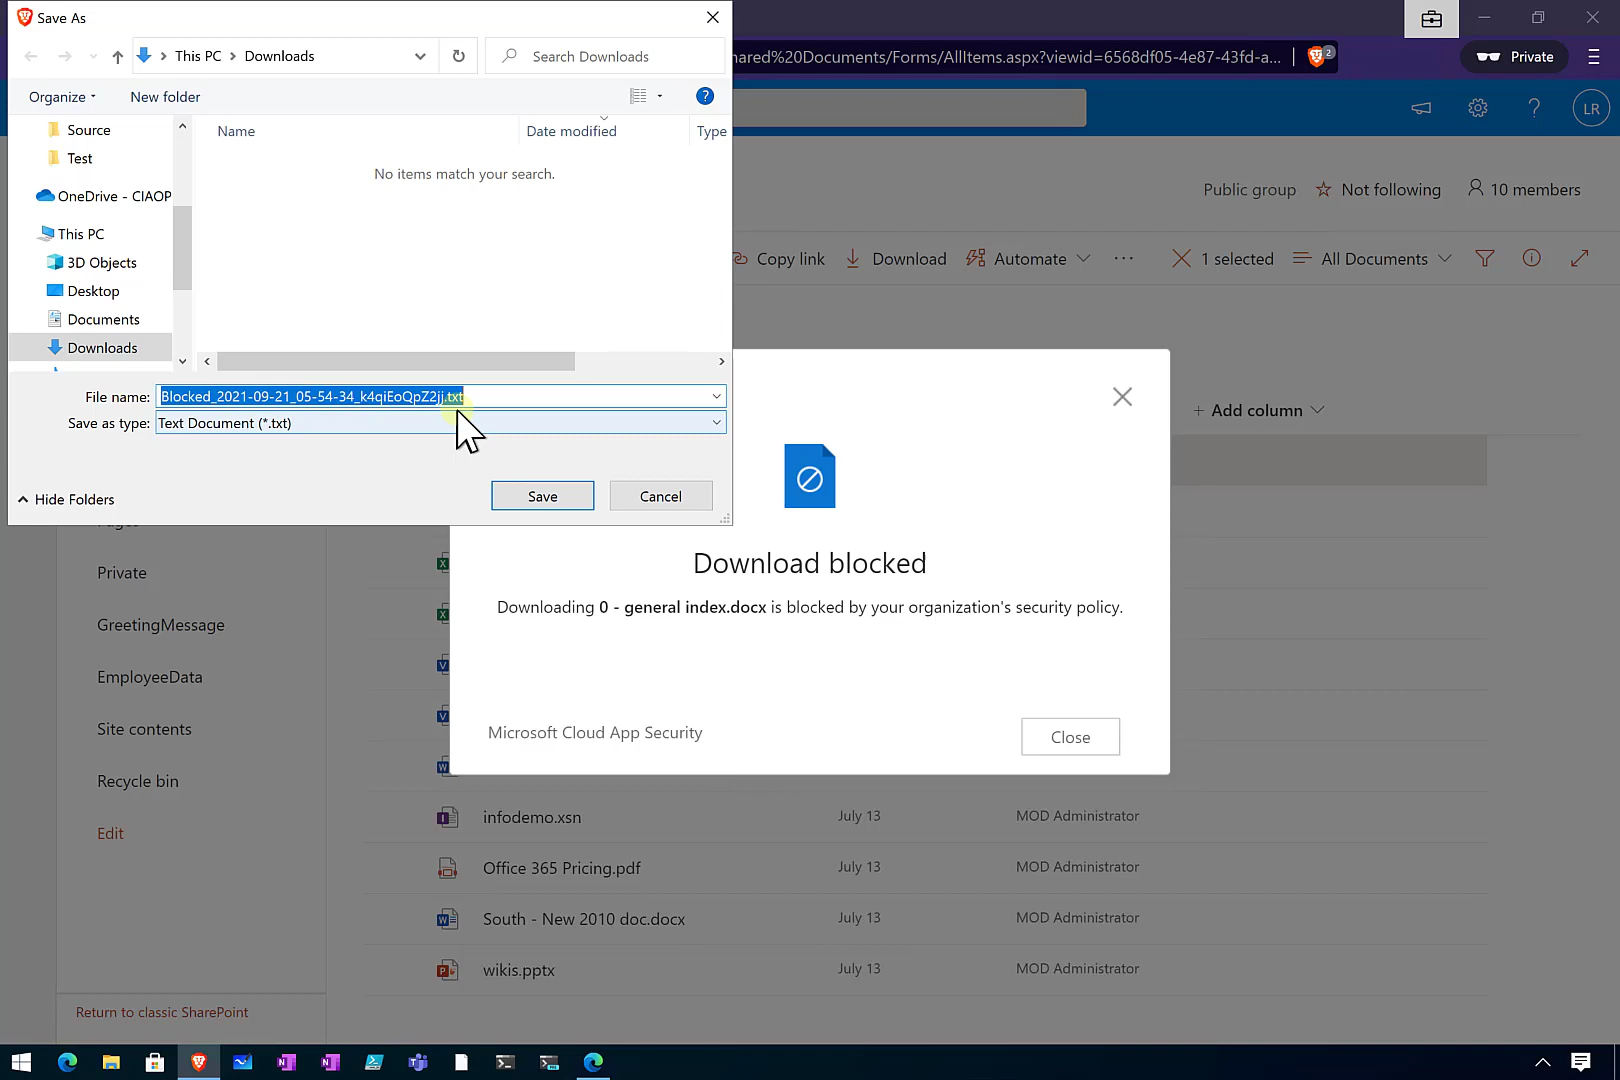 Save As
This PC > Downloads
Search Downloads
Organize
New folder
?
Source
Test
OneDrive - CIAOP
This PC
3D Objects
Desktop
Documents
Downloads
Name
Date modified
Type
No items match your search.
File name: Blocked_2021-09-21_05-54-34_k4qiEoQpZ2jj.txt
Save as type: Text Document (*.txt)
Hide Folders
Save
Cancel
hared%20Documents/Forms/AllItems.aspx?viewid=6568df05-4e87-43fd-a...
2
Private
?
LR
Public group
Not following
10 members
Copy link
Download
Automate
...
1 selected
All Documents
+ Add column
Download blocked
Downloading 0 - general index.docx is blocked by your organization's security policy.
Microsoft Cloud App Security
Close
Pages
Private
GreetingMessage
EmployeeData
Site contents
Recycle bin
Edit
Return to classic SharePoint
infodemo.xsn July 13 MOD Administrator
Office 365 Pricing.pdf July 13 MOD Administrator
South - New 2010 doc.docx July 13 MOD Administrator
wikis.pptx July 13 MOD Administrator